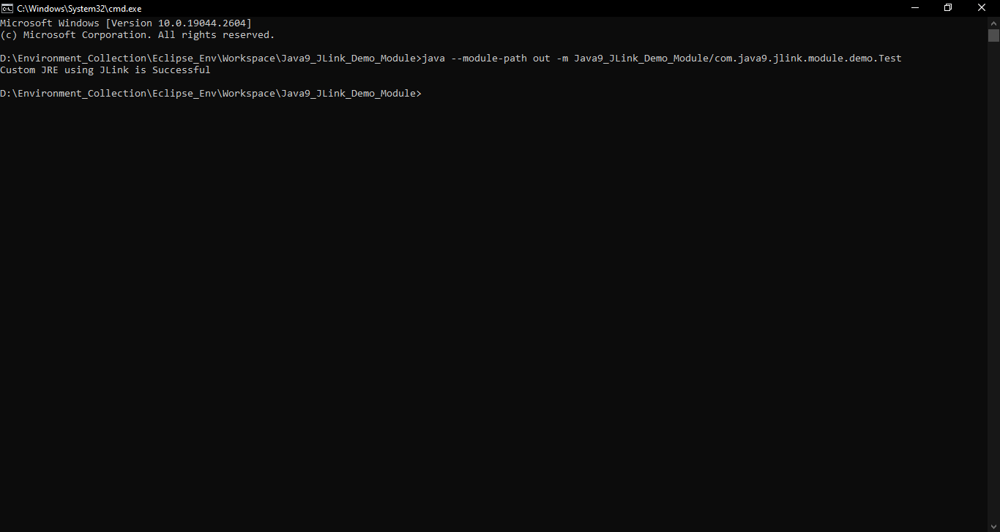 C:\Windows\System32\cmd.exe
Microsoft Windows [Version 10.0.19044.2604]
(c) Microsoft Corporation. All rights reserved.
D:\Environment_Collection\Eclipse_Env\Workspace\Java9_JLink_Demo_Module>java --module-path out -m Java9_JLink_Demo_Module/com.java9.jlink.module.demo.Test
Custom JRE using JLink is Successful
D:\Environment_Collection\Eclipse_Env\Workspace\Java9_JLink_Demo_Module>